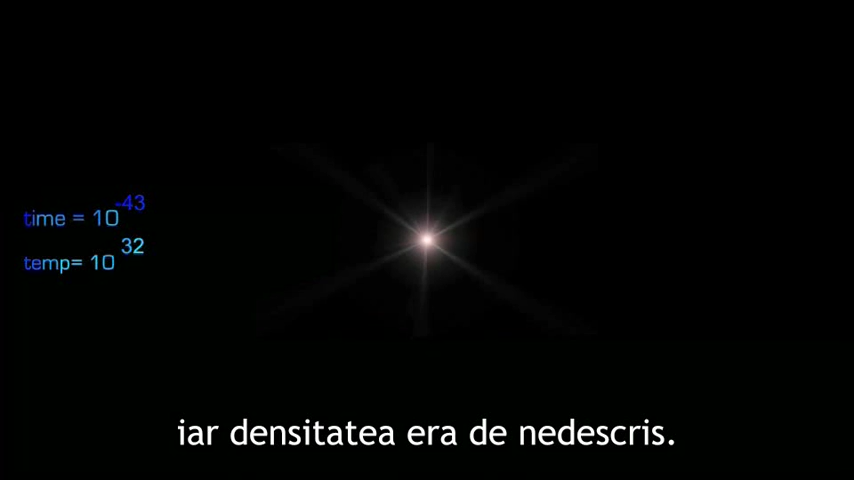 time = 10^-43
temp= 10^32
iar densitatea era de nedescris.